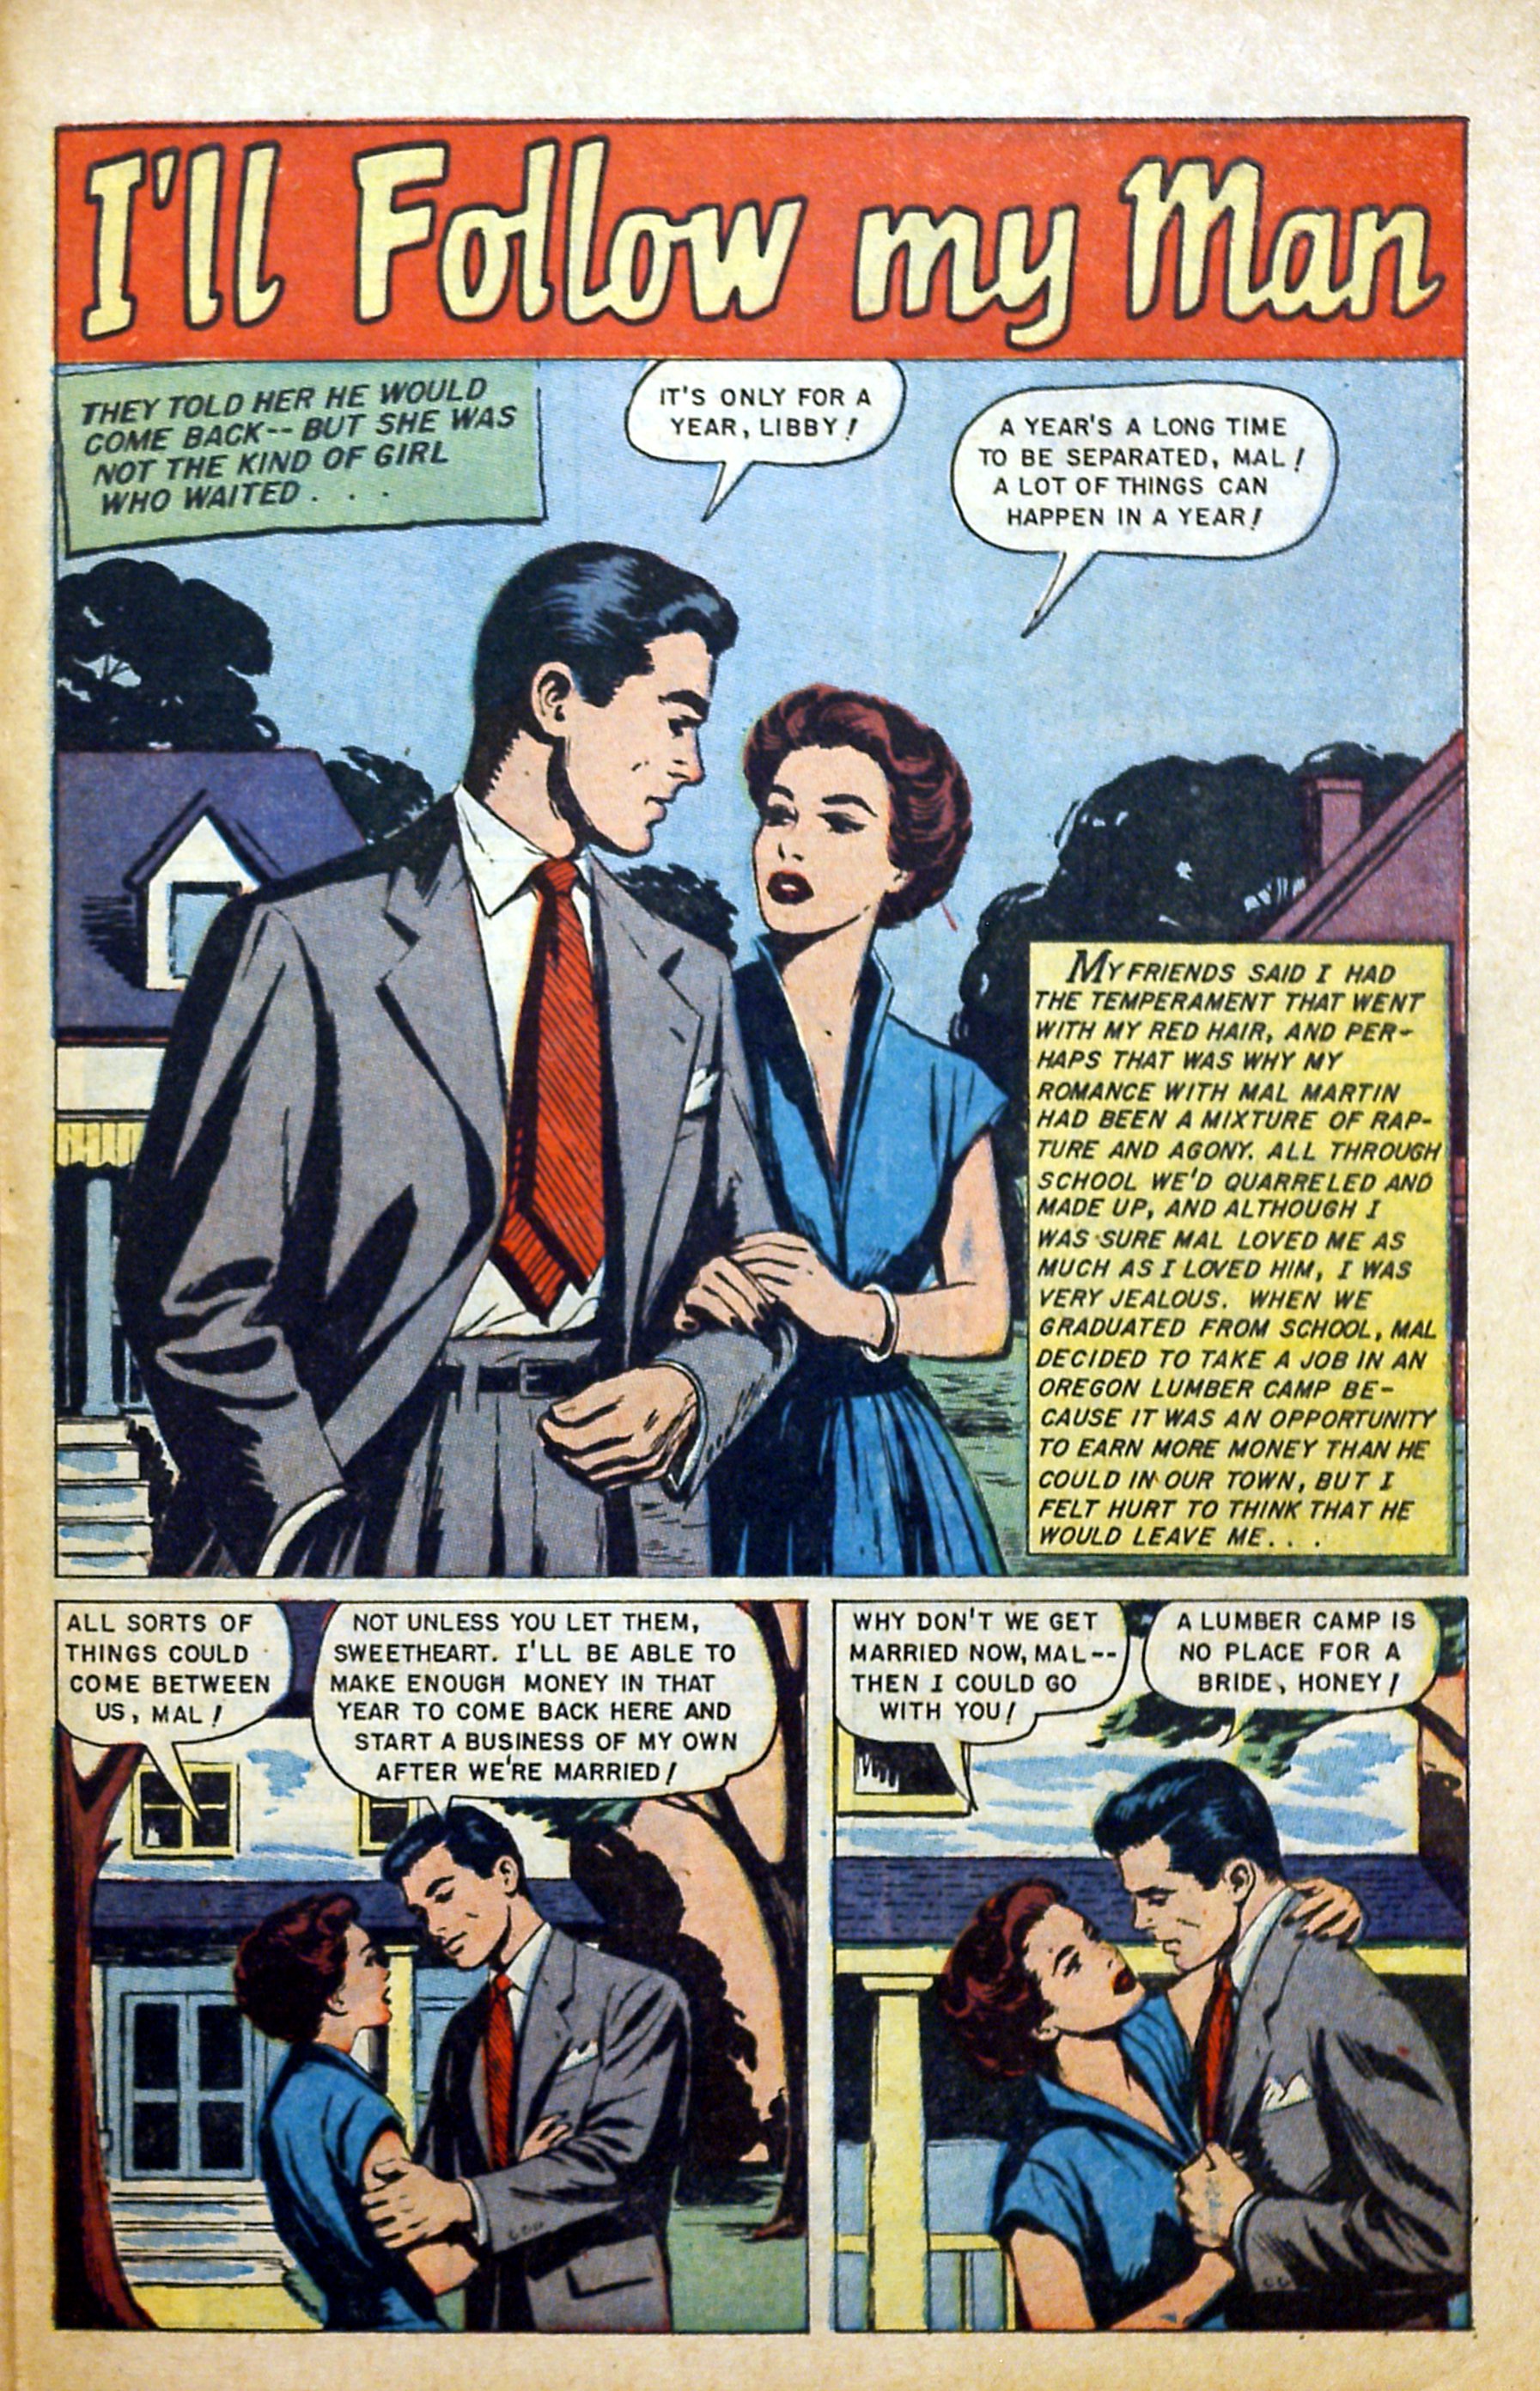 I'll Follow my Man
THEY TOLD HER HE WOULD
COME BACK-- BUT SHE WAS
NOT THE KIND OF GIRL
WHO WAITED . . .
IT'S ONLY FOR A
YEAR, LIBBY!
A YEAR'S A LONG TIME
TO BE SEPARATED, MAL!
A LOT OF THINGS CAN
HAPPEN IN A YEAR!
MY FRIENDS SAID I HAD
THE TEMPERAMENT THAT WENT
WITH MY RED HAIR, AND PER-
HAPS THAT WAS WHY MY
ROMANCE WITH MAL MARTIN
HAD BEEN A MIXTURE OF RAP-
TURE AND AGONY. ALL THROUGH
SCHOOL WE'D QUARRELED AND
MADE UP, AND ALTHOUGH I
WAS SURE MAL LOVED ME AS
MUCH AS I LOVED HIM, I WAS
VERY JEALOUS. WHEN WE
GRADUATED FROM SCHOOL, MAL
DECIDED TO TAKE A JOB IN AN
OREGON LUMBER CAMP BE-
CAUSE IT WAS AN OPPORTUNITY
TO EARN MORE MONEY THAN HE
COULD IN OUR TOWN, BUT I
FELT HURT TO THINK THAT HE
WOULD LEAVE ME. . .
ALL SORTS OF
THINGS COULD
COME BETWEEN
US, MAL!
NOT UNLESS YOU LET THEM,
SWEETHEART. I'LL BE ABLE TO
MAKE ENOUGH MONEY IN THAT
YEAR TO COME BACK HERE AND
START A BUSINESS OF MY OWN
AFTER WE'RE MARRIED!
WHY DON'T WE GET
MARRIED NOW, MAL--
THEN I COULD GO
WITH YOU!
A LUMBER CAMP IS
NO PLACE FOR A
BRIDE, HONEY!